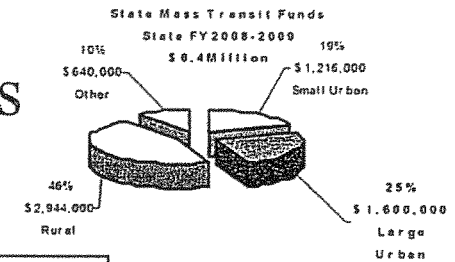 State Mass Transit Funds
State FY2008-2009
$6.4Million
10%
$640,000
Other
19%
$1,216,000
Small Urban
S
46%
$2,944,000
Rural
25%
$1,600,000
Large
Urban